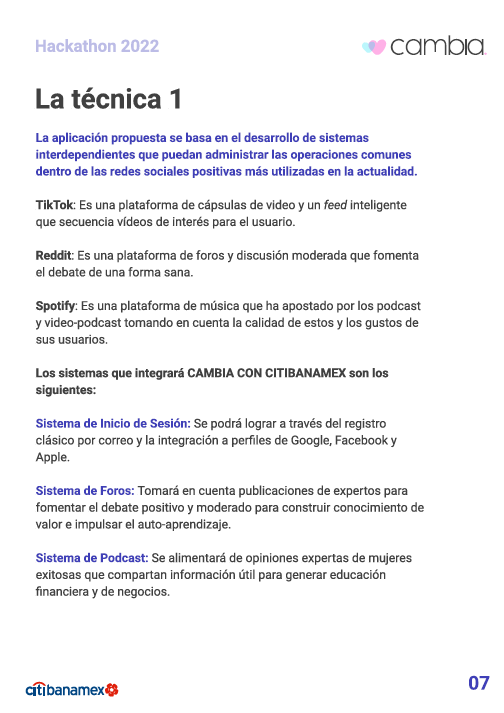 Hackathon 2022
cambia
La técnica 1
La aplicación propuesta se basa en el desarrollo de sistemas
interdependientes que puedan administrar las operaciones comunes
dentro de las redes sociales positivas más utilizadas en la actualidad.
TikTok: Es una plataforma de cápsulas de video y un feed inteligente
que secuencia vídeos de interés para el usuario.
Reddit: Es una plataforma de foros y discusión moderada que fomenta
el debate de una forma sana.
Spotify: Es una plataforma de música que ha apostado por los podcast
y video-podcast tomando en cuenta la calidad de estos y los gustos de
sus usuarios.
Los sistemas que integrará CAMBIA CON CITIBANAMEX son los
siguientes:
Sistema de Inicio de Sesión: Se podrá lograr a través del registro
clásico por correo y la integración a perfiles de Google, Facebook y
Apple.
Sistema de Foros: Tomará en cuenta publicaciones de expertos para
fomentar el debate positivo y moderado para construir conocimiento de
valor e impulsar el auto-aprendizaje.
Sistema de Podcast: Se alimentará de opiniones expertas de mujeres
exitosas que compartan información útil para generar educación
financiera y de negocios.
citibanamex
07